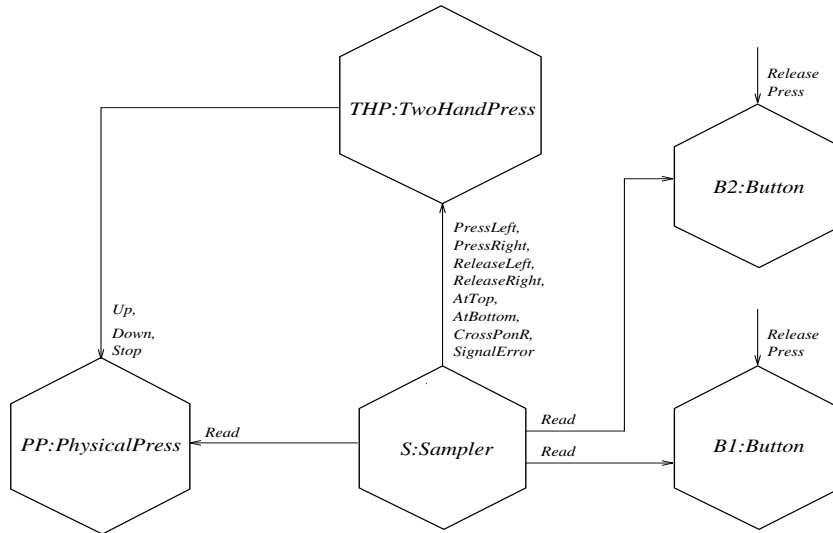 THP:TwoHandPress
Release
Press
B2:Button
PressLeft,
PressRight,
ReleaseLeft,
ReleaseRight,
AtTop,
AtBottom,
CrossPonR,
SignalError
Up,
Down,
Stop
Release
Press
PP:PhysicalPress
Read
S:Sampler
Read
Read
B1:Button